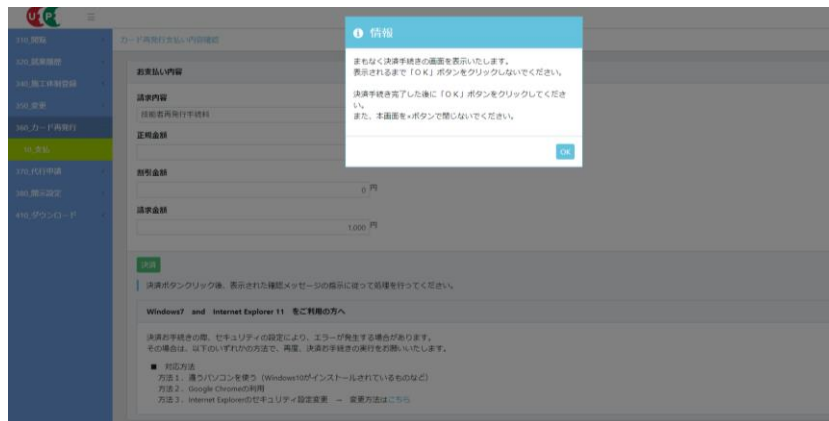 310_閲覧
320_就業履歴
340_施工体制登録
350_変更
360_カード再発行
10_支払
370_代行申請
380_開示設定
410_ダウンロード
カード再発行支払い内容確認
情報
まもなく決済手続きの画面を表示いたします。
表示されるまで「ＯＫ」ボタンをクリックしないでください。
決済手続き完了した後に「ＯＫ」ボタンをクリックしてくださ
い。
また、本画面を×ボタンで閉じないでください。
OK
お支払い内容
請求内容
技能者再発行手続料
正規金額
割引金額
0 円
請求金額
1,000 円
決済
決済ボタンクリック後、表示された確認メッセージの指示に従って処理を行ってください。
Windows7 and Internet Explorer 11 をご利用の方へ
決済お手続きの際、セキュリティの設定により、エラーが発生する場合があります。
その場合は、以下のいずれかの方法で、再度、決済お手続きの実行をお願いいたします。
■ 対応方法
方法１．違うパソコンを使う（Windows10がインストールされているものなど）
方法２．Google Chromeの利用
方法３．Internet Explorerのセキュリティ設定変更 → 変更方法はこちら